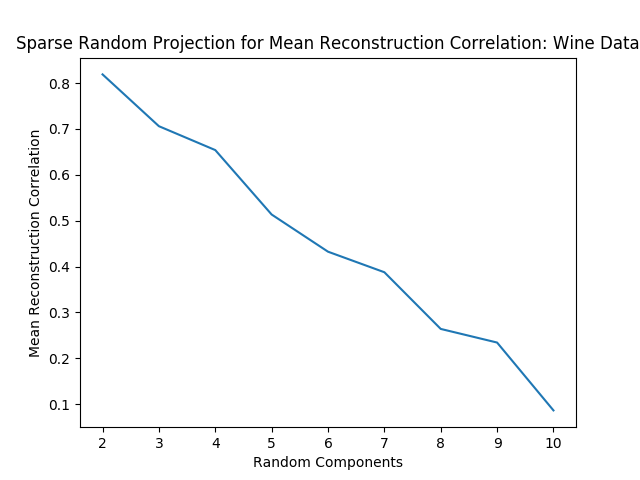 Sparse Random Projection for Mean Reconstruction Correlation: Wine Data
Mean Reconstruction Correlation
0.8
0.7
0.6
0.5
0.4
0.3
0.2
0.1
2 3 4 5 6 7 8 9 10
Random Components